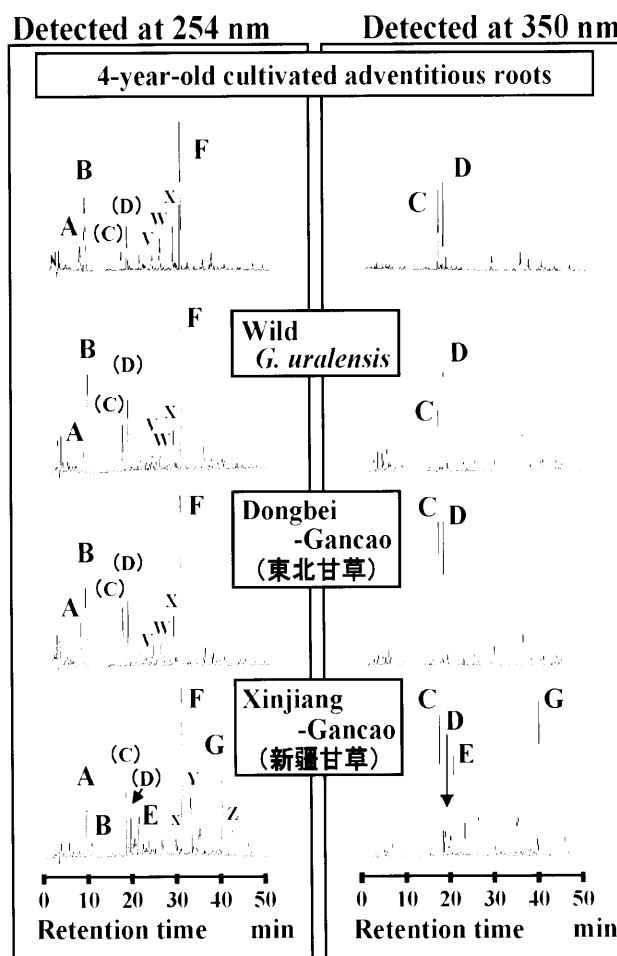 Detected at 254 nm
Detected at 350 nm
4-year-old cultivated adventitious roots
A B (C) (D) V W X F
C D
Wild
G. uralensis
A B (C) (D) V W X F
C D
Dongbei
-Gancao
(東北甘草)
A B (C) (D) V W X F
C D
Xinjiang
-Gancao
(新疆甘草)
A B (C) (D) E X F Y G Z
C D E G
0 10 20 30 40 50
0 10 20 30 40 50
Retention time min
Retention time min